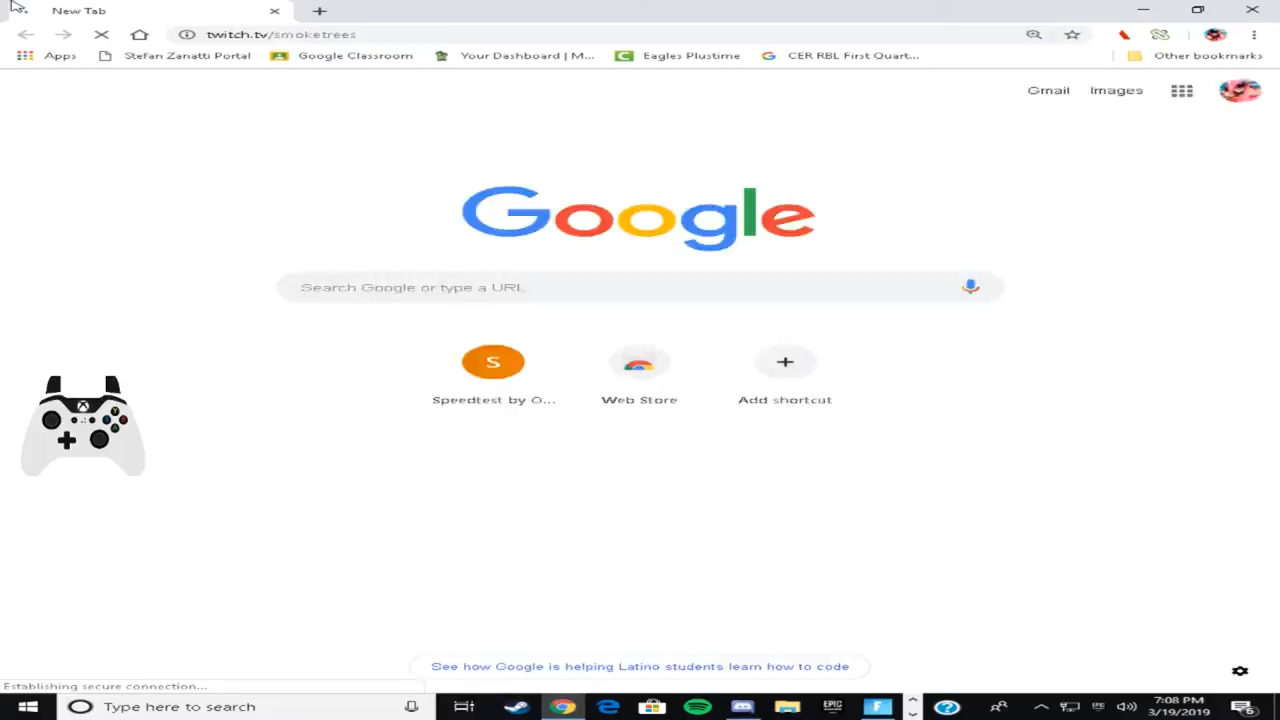 New Tab
twitch.tv/smoketrees
Apps
Stefan Zanatti Portal
Google Classroom
Your Dashboard | M...
Eagles Plustime
CER RBL First Quart...
Other bookmarks
Gmail
Images
Google
Search Google or type a URL
S
Speedtest by O...
Web Store
Add shortcut
Y
X
B
A
See how Google is helping Latino students learn how to code
Establishing secure connection...
Type here to search
EPIC
7:08 PM
3/19/2019